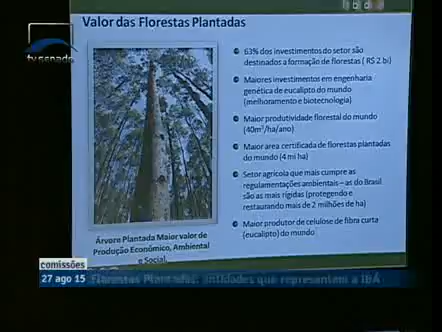 Valor das Florestas Plantadas
tv senado
63% dos investimentos do setor são
destinados a formação de florestas ( R$ 2 bi)
Maiores investimentos em engenharia
genética de eucalipto do mundo
(melhoramento e biotecnologia)
Maior produtividade florestal do mundo
(40m³/ha/ano)
Maior area certificada de florestas plantadas
do mundo (4 mi ha)
Setor agrícola que mais cumpre as
regulamentações ambientais – as do Brasil
são as mais rígidas (protegendo e
restaurando mais de 2 milhões de ha)
Maior produtor de celulose de fibra curta
(eucalipto) do mundo
Árvore Plantada Maior valor de
Produção Econômico, Ambiental
e Social.
comissões
27 ago 15 Florestas Plantadas: entidades que representam a IBÁ